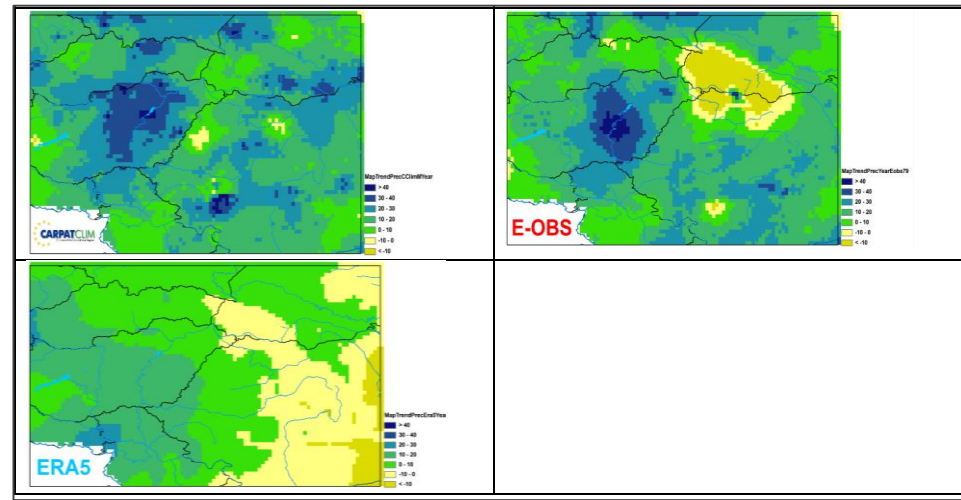 MapTrendPrecCClimMYear
> 40
30 - 40
20 - 30
10 - 20
0 - 10
-10 - 0
< -10
CARPATCLIM
MapTrendPrecYearEobs79
> 40
30 - 40
20 - 30
10 - 20
0 - 10
-10 - 0
< -10
E-OBS
MapTrendPrecEra5Yea
> 40
30 - 40
20 - 30
10 - 20
0 - 10
-10 - 0
< -10
ERA5